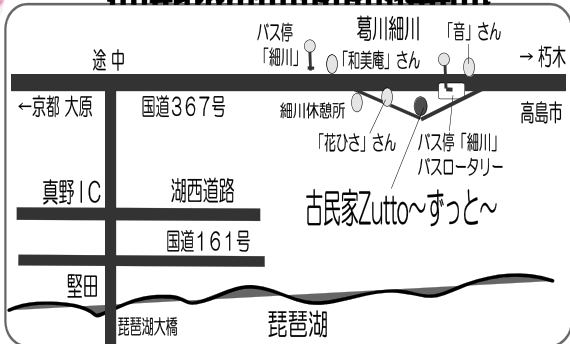 バス停
「細川」
葛川細川
「音」さん
途中
「和美庵」さん
→朽木
←京都 大原
国道367号
細川休憩所
高島市
「花ひさ」さん
バス停「細川」
バスロータリー
真野IC
湖西道路
古民家Zutto～ずっと～
国道161号
堅田
琵琶湖大橋
琵琶湖